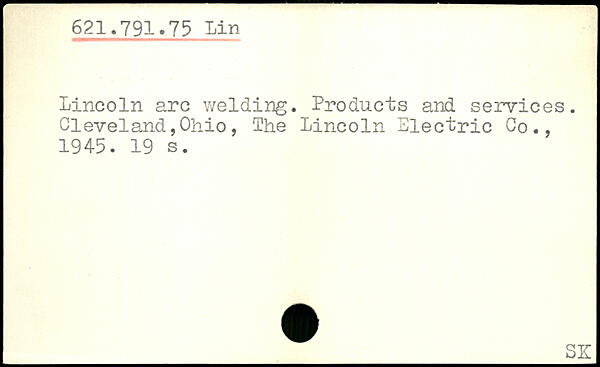 621.791.75 Lin
Lincoln arc welding. Products and services.
Cleveland,Ohio, The Lincoln Electric Co.,
1945. 19 s.
SK